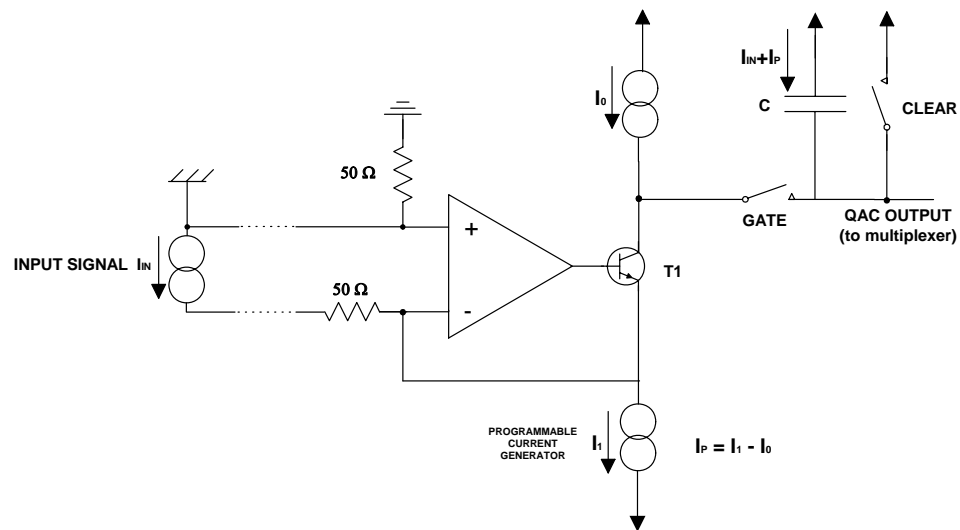 I0
IIN+IP
C
CLEAR
50 Ω
GATE
QAC OUTPUT
(to multiplexer)
+
INPUT SIGNAL IIN
T1
50 Ω
-
PROGRAMMABLE
CURRENT
GENERATOR
I1
IP = I1 - I0